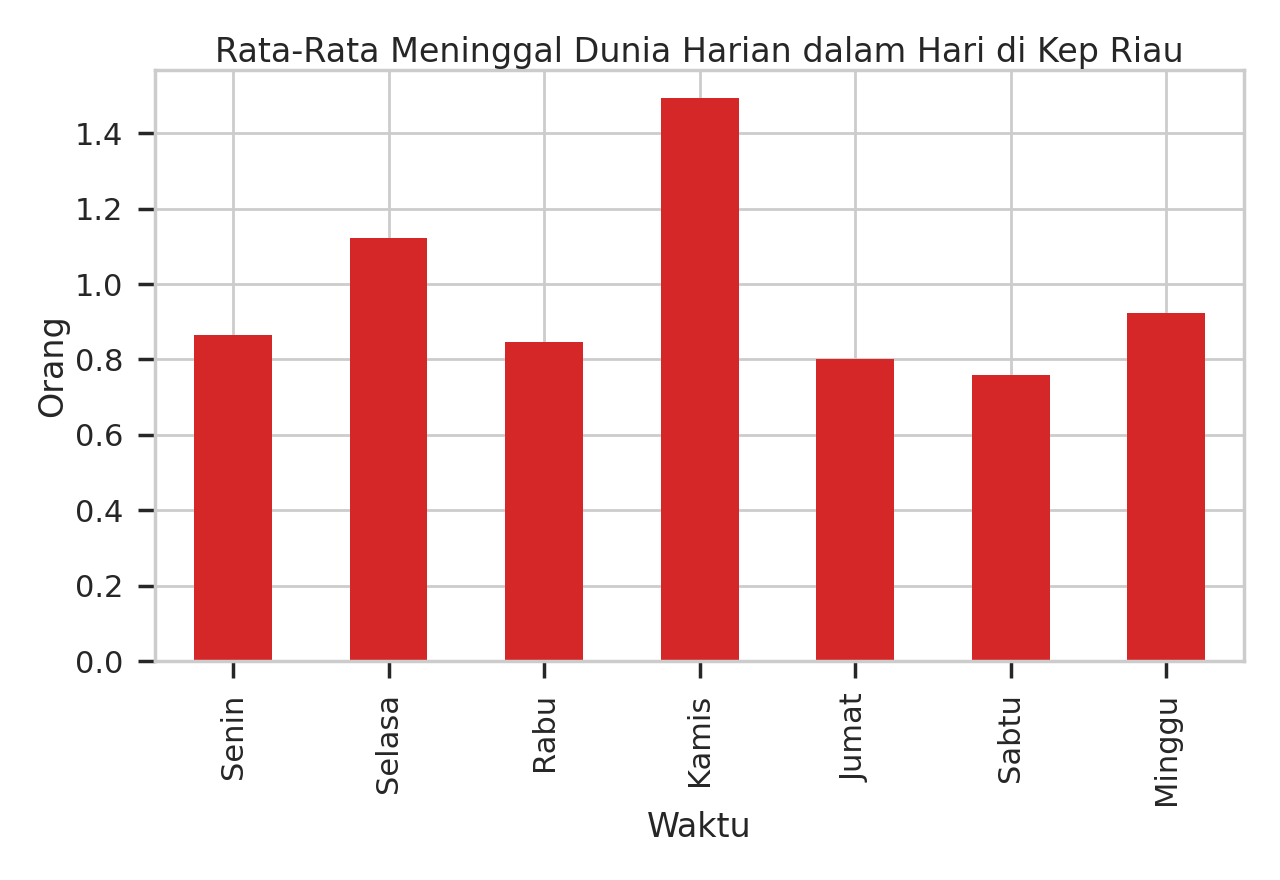 Rata-Rata Meninggal Dunia Harian dalam Hari di Kep Riau
Orang
1.4
1.2
1.0
0.8
0.6
0.4
0.2
0.0
Senin
Selasa
Rabu
Kamis
Jumat
Sabtu
Minggu
Waktu